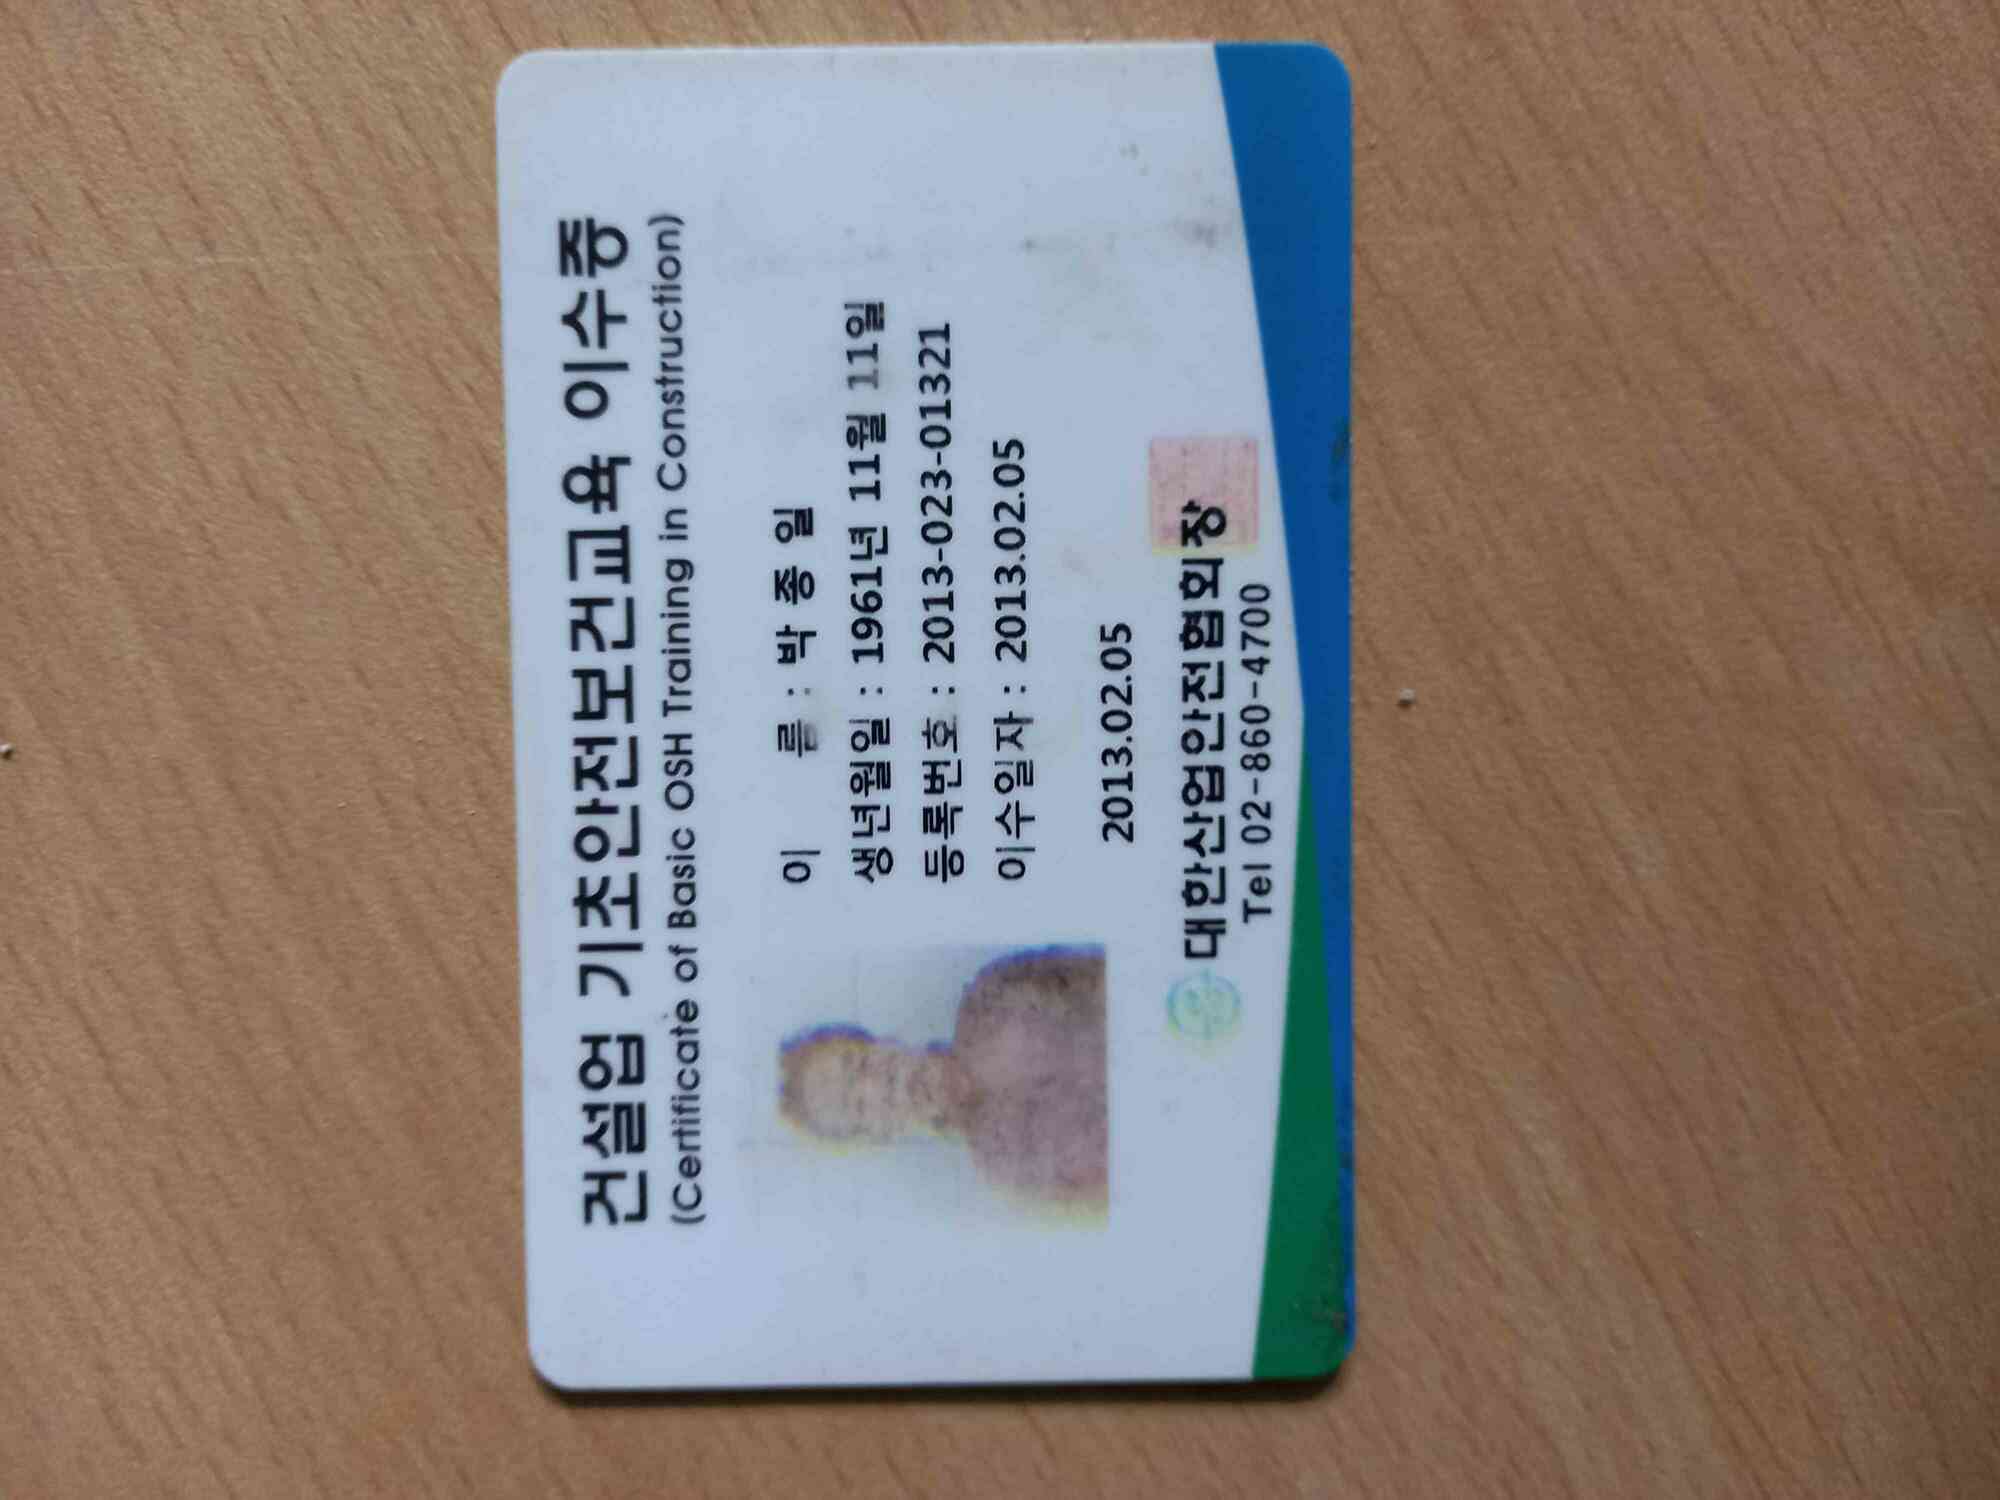 건설업 기초안전보건교육 이수증
(Certificate of Basic OSH Training in Construction)
이 름 : 박 종 일
생년월일 : 1961년 11월 11일
등록번호 : 2013-023-01321
이수일자 : 2013.02.05
2013.02.05
대한산업안전협회장
Tel 02-860-4700